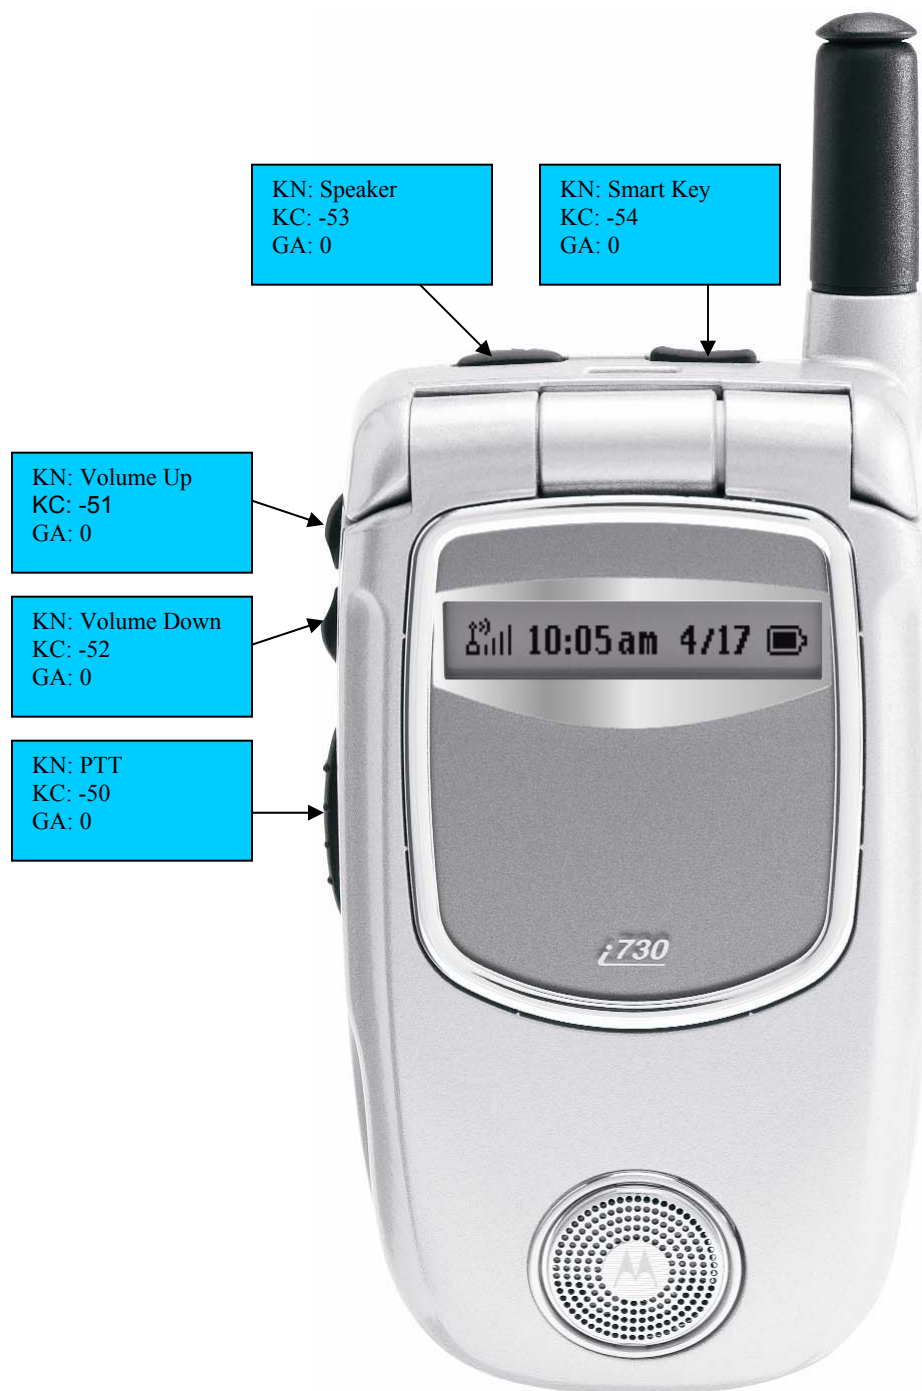 KN: Speaker
KC: -53
GA: 0
KN: Smart Key
KC: -54
GA: 0
KN: Volume Up
KC: -51
GA: 0
KN: Volume Down
KC: -52
GA: 0
KN: PTT
KC: -50
GA: 0
10:05am 4/17
i730